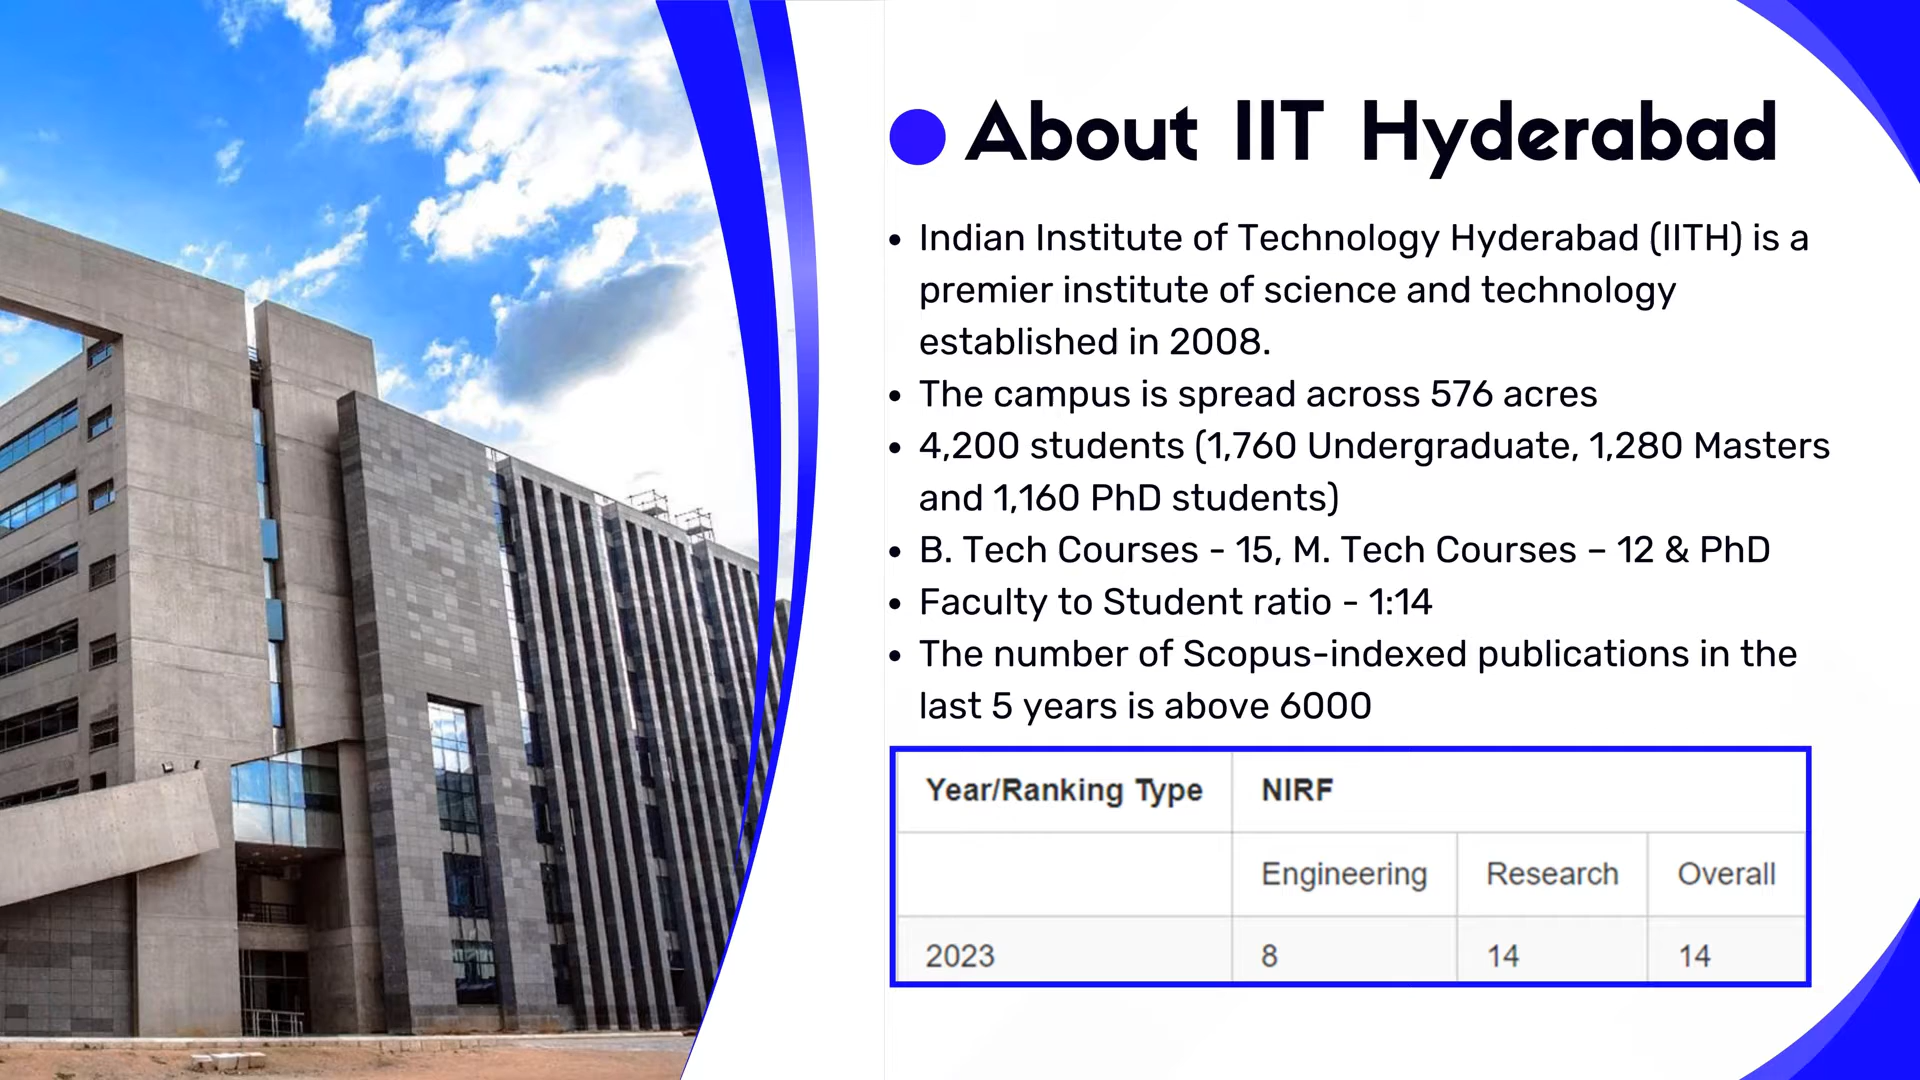 About IIT Hyderabad
• Indian Institute of Technology Hyderabad (IITH) is a
premier institute of science and technology
established in 2008.
• The campus is spread across 576 acres
• 4,200 students (1,760 Undergraduate, 1,280 Masters
and 1,160 PhD students)
• B. Tech Courses - 15, M. Tech Courses – 12 & PhD
• Faculty to Student ratio - 1:14
• The number of Scopus-indexed publications in the
last 5 years is above 6000
Year/Ranking Type NIRF
Engineering Research Overall
2023 8 14 14